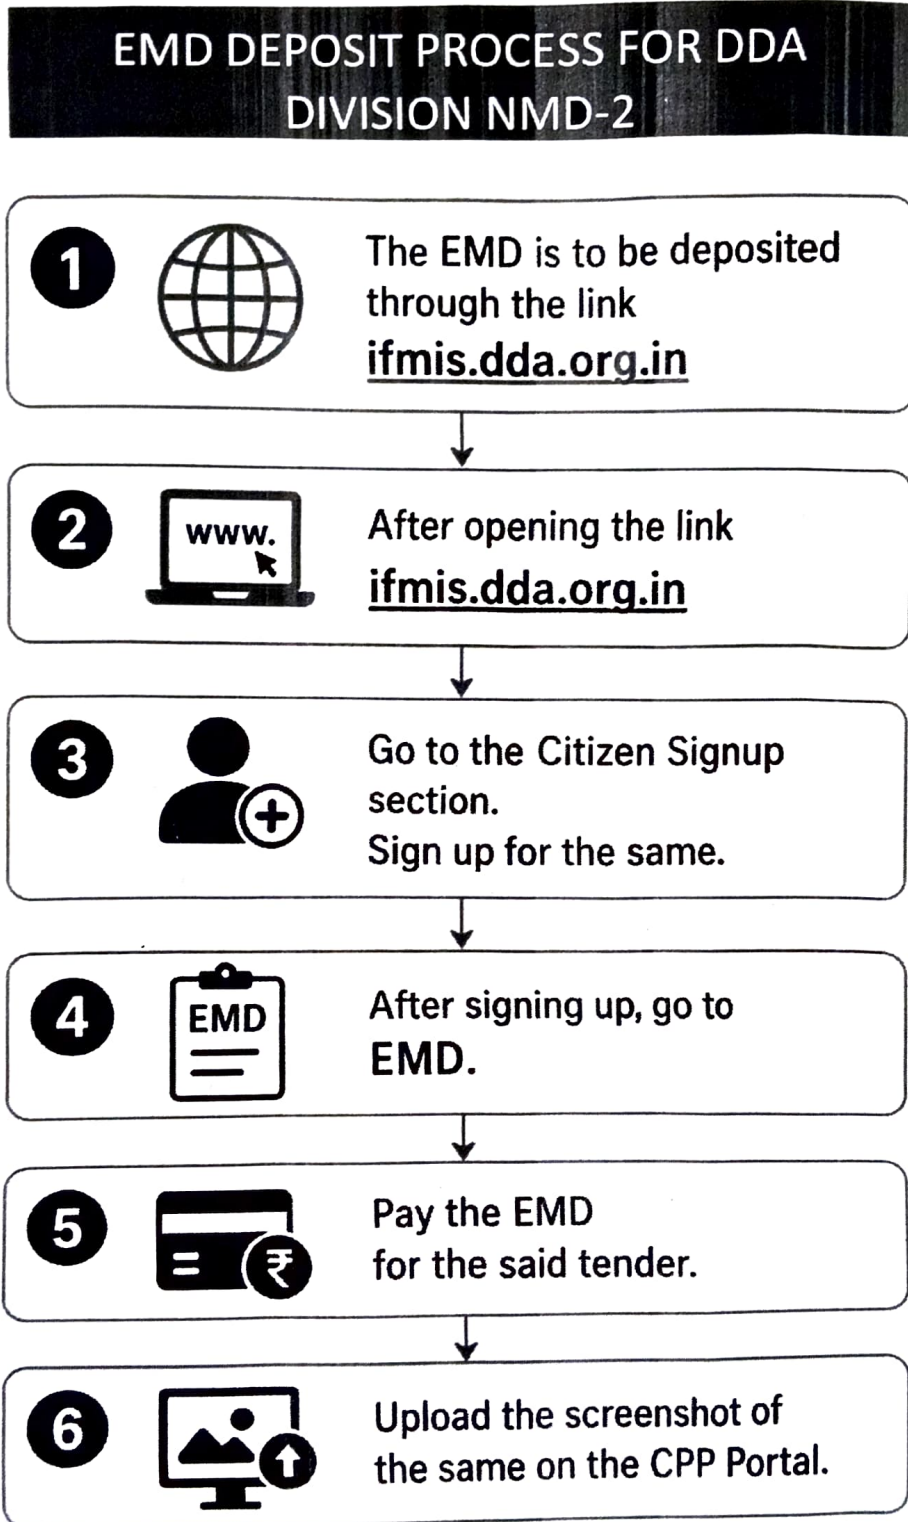 EMD DEPOSIT PROCESS FOR DDA
DIVISION NMD-2
1
The EMD is to be deposited
through the link
ifmis.dda.org.in
2
www.
After opening the link
ifmis.dda.org.in
3
Go to the Citizen Signup
section.
Sign up for the same.
4
EMD
After signing up, go to
EMD.
5
₹
Pay the EMD
for the said tender.
6
Upload the screenshot of
the same on the CPP Portal.